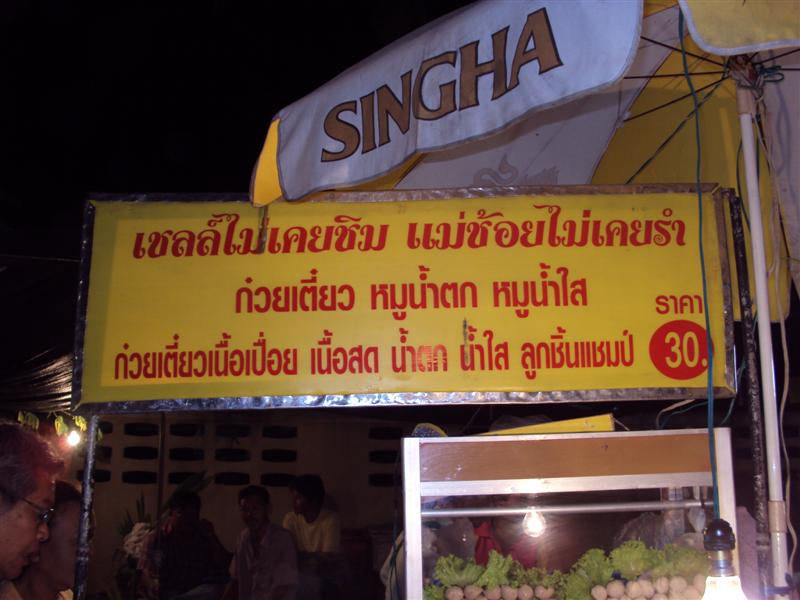 SINGHA
เชลล์ไม่เคยชิม แม่ช้อยไม่เคยรำ
ก๋วยเตี๋ยว หมูน้ำตก หมูน้ำใส
ราคา
ก๋วยเตี๋ยวเนื้อเปื่อย เนื้อสด น้ำตก น้ำใส ลูกชิ้นแชมป์ 30.